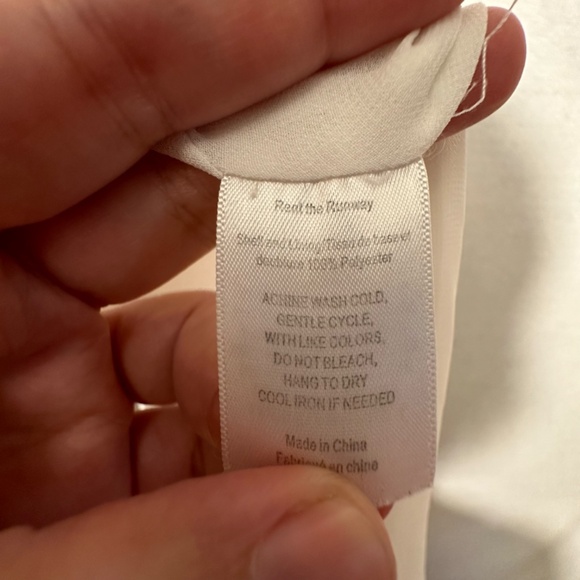 Rent the Runway
Shell and Lining/Tissu de base et
doublure 100% Polyester
ACHINE WASH COLD,
GENTLE CYCLE,
WITH LIKE COLORS,
DO NOT BLEACH,
HANG TO DRY
COOL IRON IF NEEDED
Made in China
Fabriqué en chine